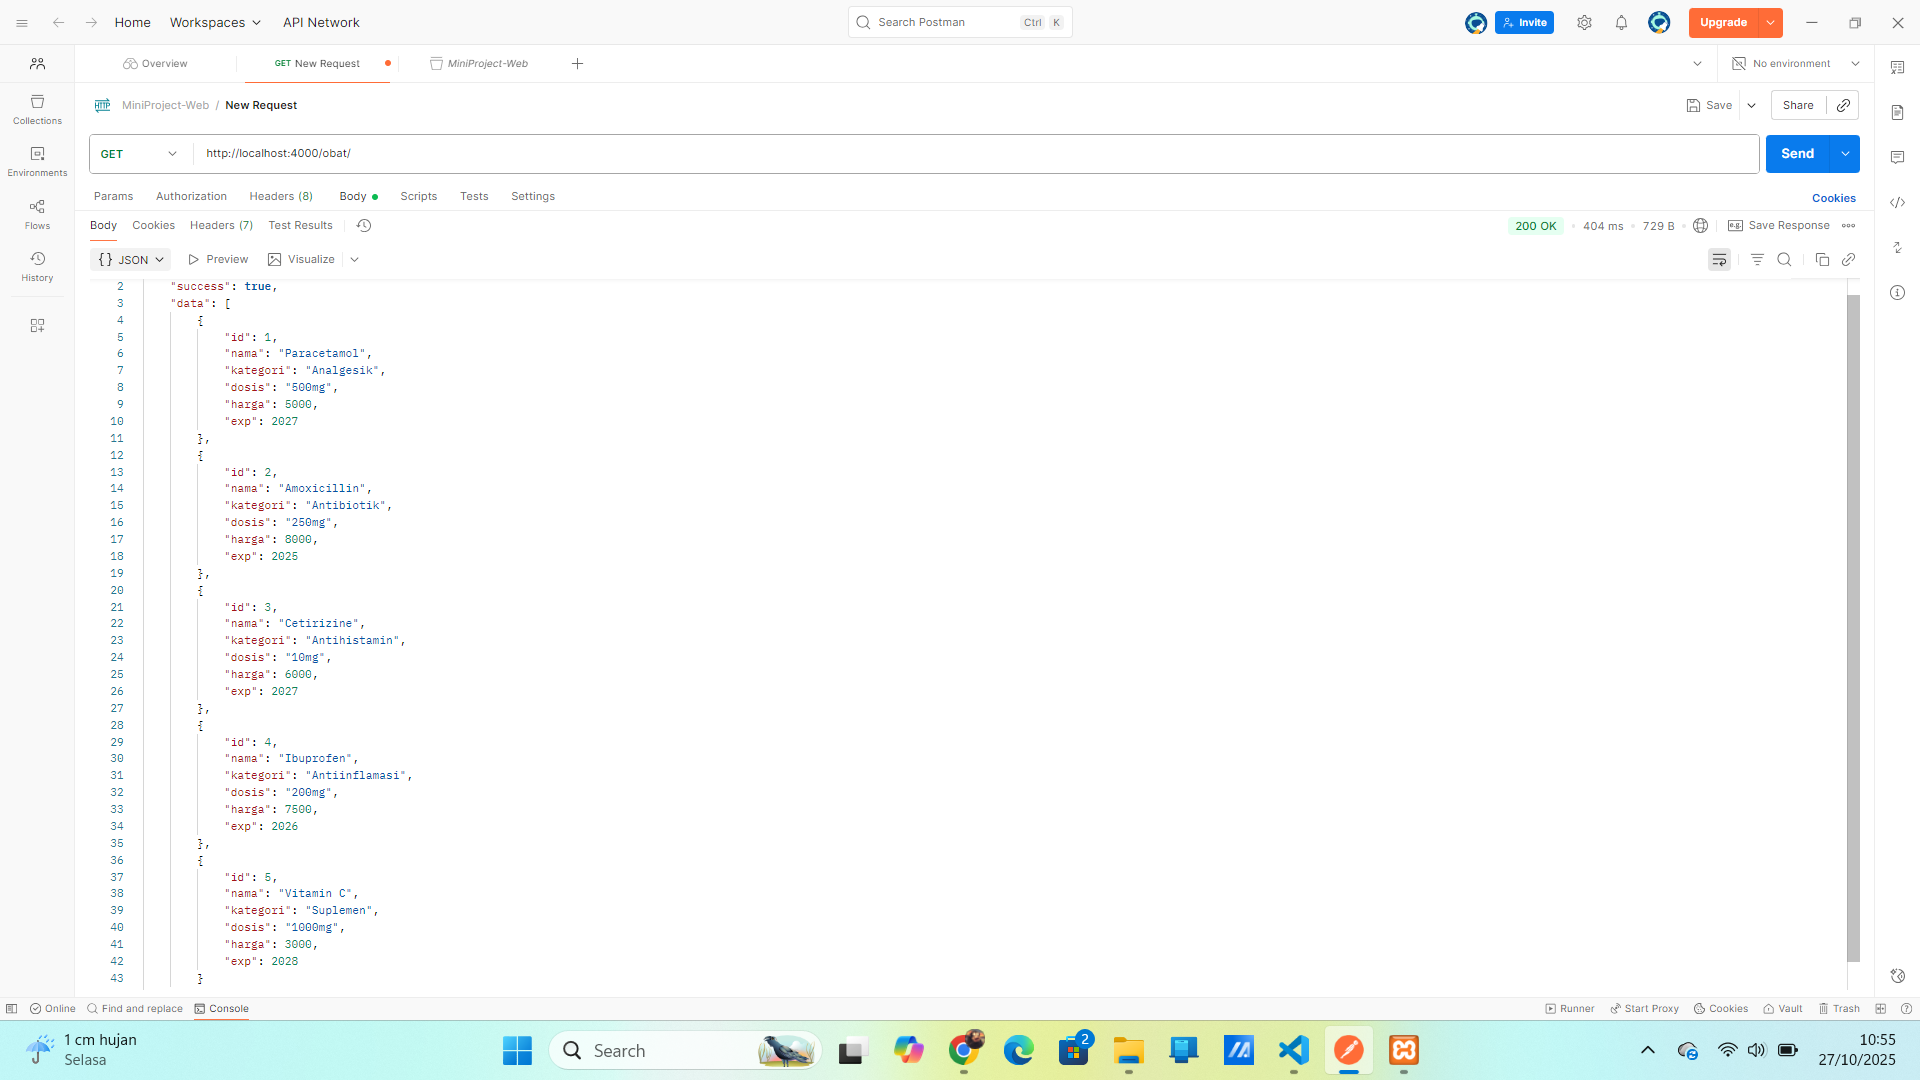 Home
Workspaces
API Network
Search Postman
Ctrl
K
Invite
Upgrade
Overview
GET New Request
MiniProject-Web
No environment
Collections
Environments
Flows
History
HTTP
MiniProject-Web / New Request
Save
Share
GET
http://localhost:4000/obat/
Send
Params
Authorization
Headers (8)
Body
Scripts
Tests
Settings
Cookies
Body
Cookies
Headers (7)
Test Results
200 OK
404 ms
729 B
Save Response
{} JSON
Preview
Visualize
2 "success": true,
3 "data": [
4 {
5 "id": 1,
6 "nama": "Paracetamol",
7 "kategori": "Analgesik",
8 "dosis": "500mg",
9 "harga": 5000,
10 "exp": 2027
11 },
12 {
13 "id": 2,
14 "nama": "Amoxicillin",
15 "kategori": "Antibiotik",
16 "dosis": "250mg",
17 "harga": 8000,
18 "exp": 2025
19 },
20 {
21 "id": 3,
22 "nama": "Cetirizine",
23 "kategori": "Antihistamin",
24 "dosis": "10mg",
25 "harga": 6000,
26 "exp": 2027
27 },
28 {
29 "id": 4,
30 "nama": "Ibuprofen",
31 "kategori": "Antiinflamasi",
32 "dosis": "200mg",
33 "harga": 7500,
34 "exp": 2026
35 },
36 {
37 "id": 5,
38 "nama": "Vitamin C",
39 "kategori": "Suplemen",
40 "dosis": "1000mg",
41 "harga": 3000,
42 "exp": 2028
43 }
Online
Find and replace
Console
Runner
Start Proxy
Cookies
Vault
Trash
1 cm hujan
Selasa
Search
2
10:55
27/10/2025